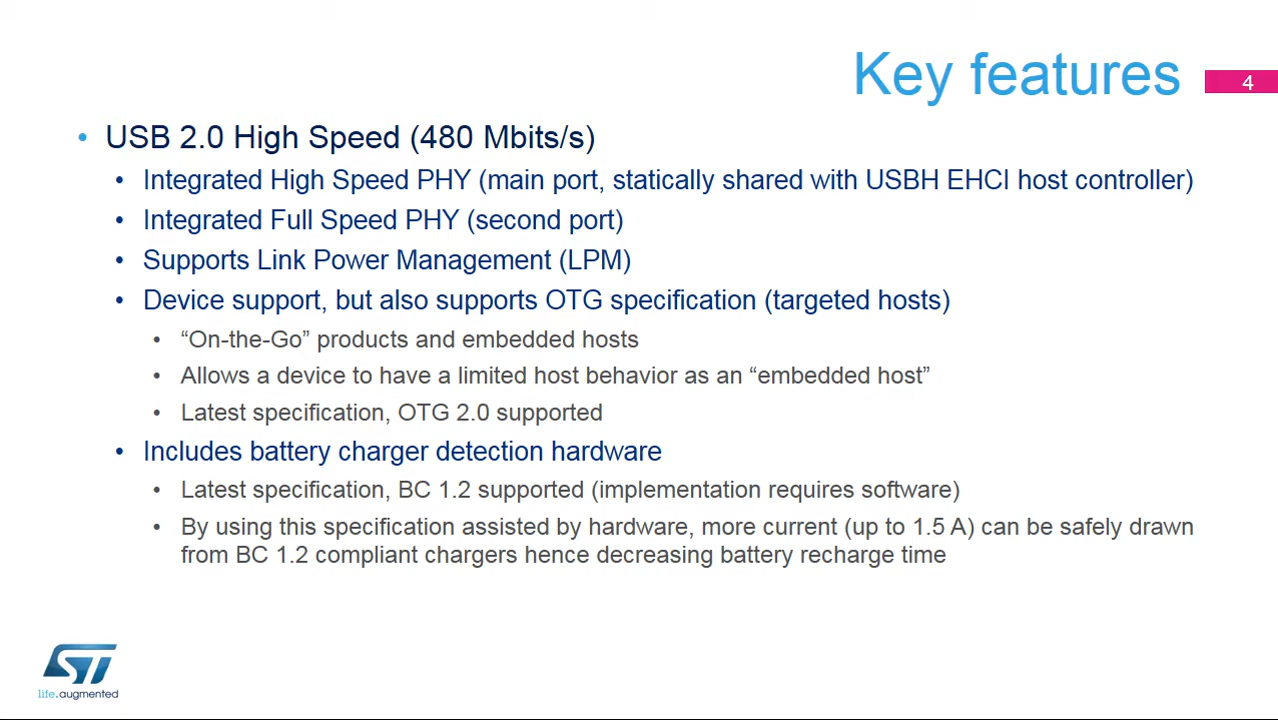 Key features
4
• USB 2.0 High Speed (480 Mbits/s)
• Integrated High Speed PHY (main port, statically shared with USBH EHCI host controller)
• Integrated Full Speed PHY (second port)
• Supports Link Power Management (LPM)
• Device support, but also supports OTG specification (targeted hosts)
• “On-the-Go” products and embedded hosts
• Allows a device to have a limited host behavior as an “embedded host”
• Latest specification, OTG 2.0 supported
• Includes battery charger detection hardware
• Latest specification, BC 1.2 supported (implementation requires software)
• By using this specification assisted by hardware, more current (up to 1.5 A) can be safely drawn
from BC 1.2 compliant chargers hence decreasing battery recharge time
ST
life.augmented